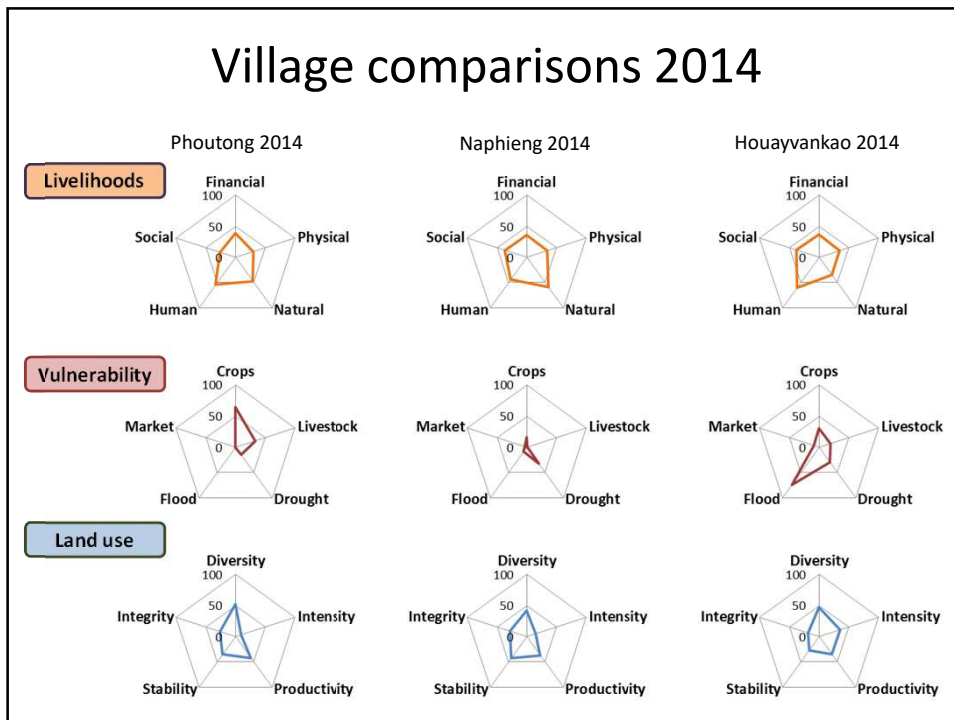 Village comparisons 2014
Phoutong 2014
Naphieng 2014
Houayvankao 2014
Livelihoods
Financial
100
Social
50
Physical
0
Human
Natural
Financial
100
Social
50
Physical
0
Human
Natural
Financial
100
Social
50
Physical
0
Human
Natural
Vulnerability
Crops
100
Market
50
Livestock
0
Flood
Drought
Crops
100
Market
50
Livestock
0
Flood
Drought
Crops
100
Market
50
Livestock
0
Flood
Drought
Land use
Diversity
100
Integrity
50
Intensity
0
Stability
Productivity
Diversity
100
Integrity
50
Intensity
0
Stability
Productivity
Diversity
100
Integrity
50
Intensity
0
Stability
Productivity